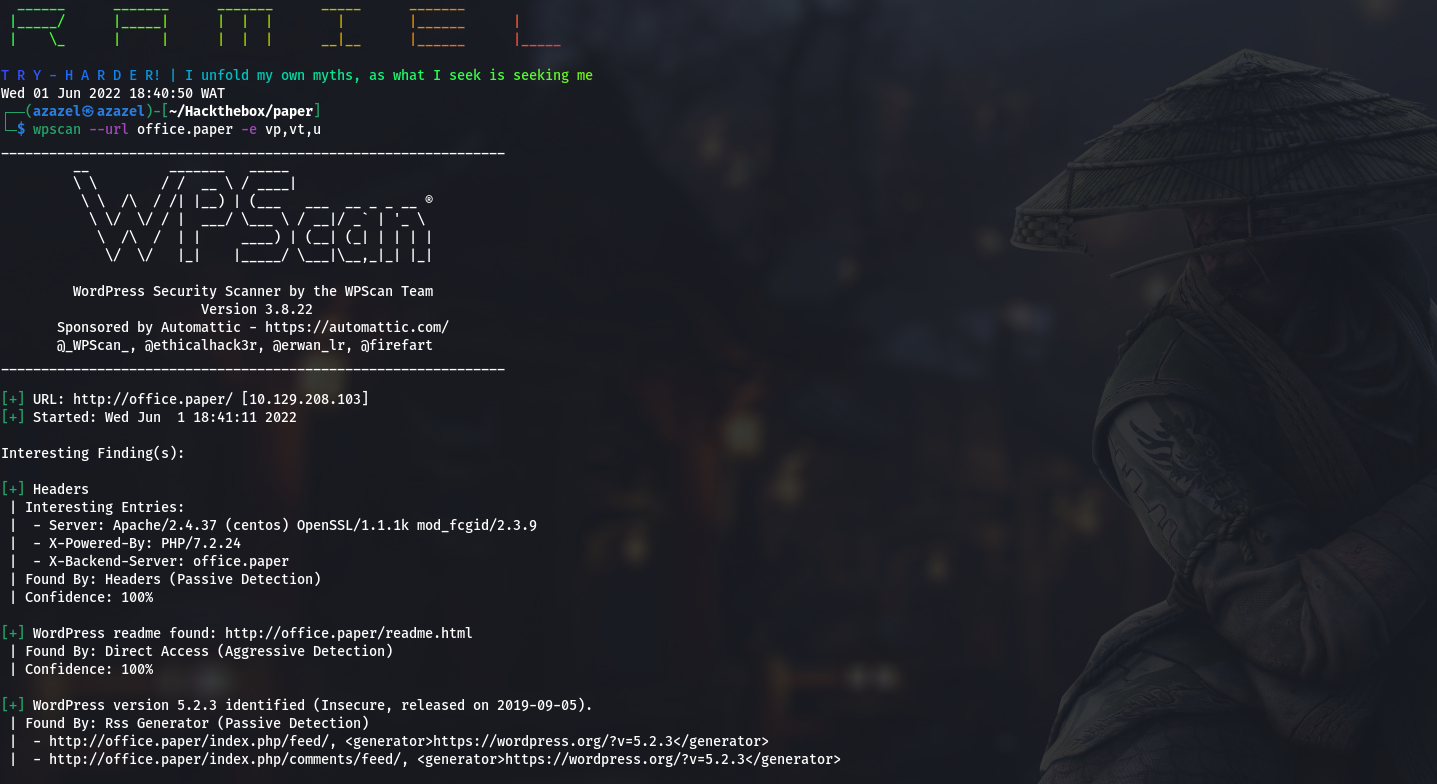 R A M I E L
T R Y - H A R D E R! | I unfold my own myths, as what I seek is seeking me
Wed 01 Jun 2022 18:40:50 WAT
┌──(azazel㉿azazel)-[~/Hackthebox/paper]
└─$ wpscan --url office.paper -e vp,vt,u
WPScan ®
WordPress Security Scanner by the WPScan Team
Version 3.8.22
Sponsored by Automattic - https://automattic.com/
@_WPScan_, @ethicalhack3r, @erwan_lr, @firefart
[+] URL: http://office.paper/ [10.129.208.103]
[+] Started: Wed Jun  1 18:41:11 2022
Interesting Finding(s):
[+] Headers
| Interesting Entries:
|  - Server: Apache/2.4.37 (centos) OpenSSL/1.1.1k mod_fcgid/2.3.9
|  - X-Powered-By: PHP/7.2.24
|  - X-Backend-Server: office.paper
| Found By: Headers (Passive Detection)
| Confidence: 100%
[+] WordPress readme found: http://office.paper/readme.html
| Found By: Direct Access (Aggressive Detection)
| Confidence: 100%
[+] WordPress version 5.2.3 identified (Insecure, released on 2019-09-05).
| Found By: Rss Generator (Passive Detection)
|  - http://office.paper/index.php/feed/, <generator>https://wordpress.org/?v=5.2.3</generator>
|  - http://office.paper/index.php/comments/feed/, <generator>https://wordpress.org/?v=5.2.3</generator>